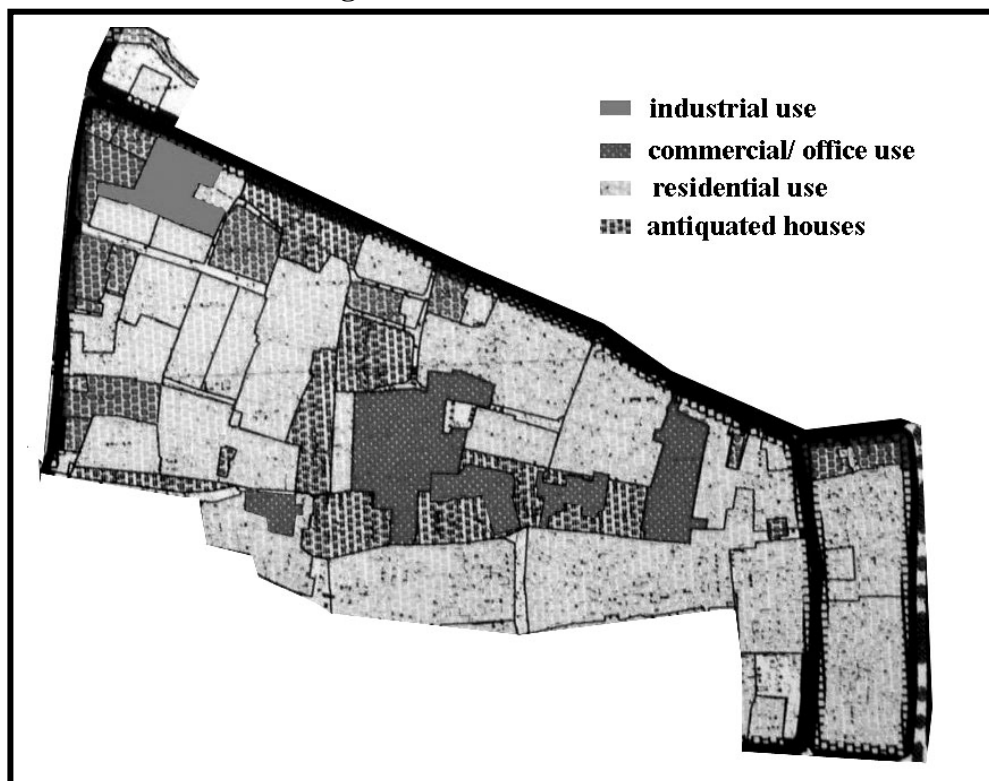 industrial use
commercial/ office use
residential use
antiquated houses